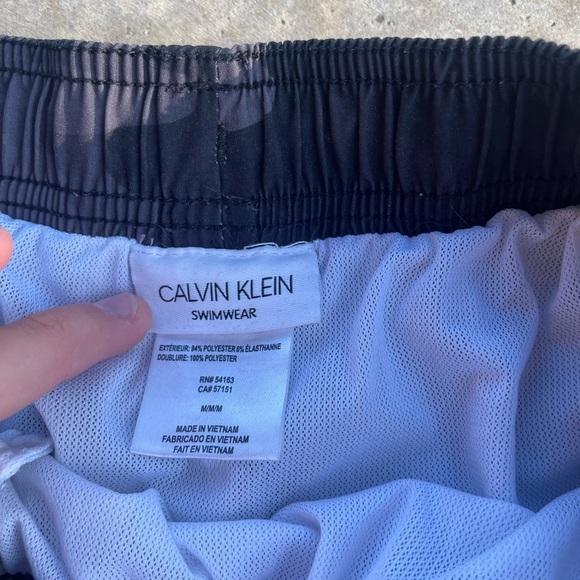 CALVIN KLEIN
SWIMWEAR
EXTÉRIEUR: 94% POLYESTER 6% ÉLASTHANNE
DOUBLURE: 100% POLYESTER
RN# 54163
CA# 57151
M/M/M
MADE IN VIETNAM
FABRICADO EN VIETNAM
FAIT EN VIETNAM